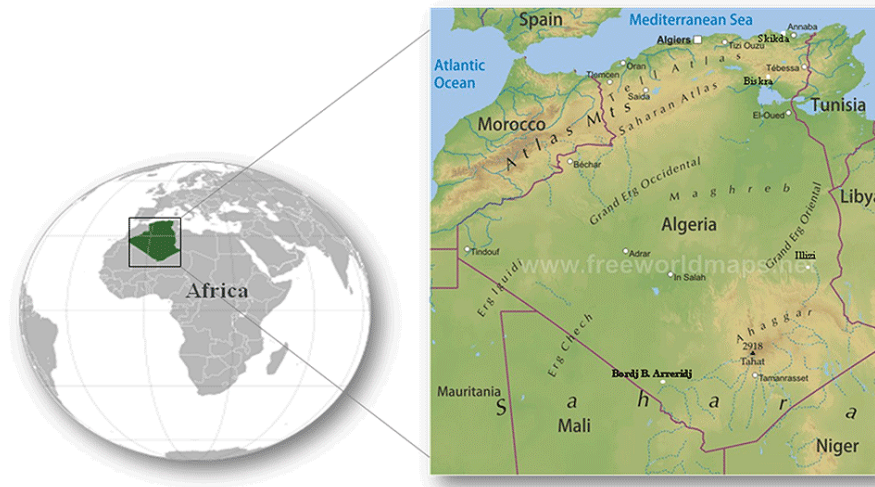 Spain
Mediterranean Sea
Annaba
Skikda
Algiers
Tizi Ouzu
Atlantic
Ocean
Oran
Tell Atlas
Tébessa
Tlemcen
Biskra
Saida
Saharan Atlas
Tunisia
El-Oued
Morocco
Atlas Mts
Béchar
Grand Erg Occidental
Maghreb
Libya
Grand Erg Oriental
Algeria
Tindouf
Adrar
Illizi
www.freeworldmaps.net
In Salah
Africa
Erg Iguidi
Ahaggar
Erg Chech
2918
Tahat
Bordj B. Arreridj
Tamanrasset
Mauritania
Sahara
Mali
Niger